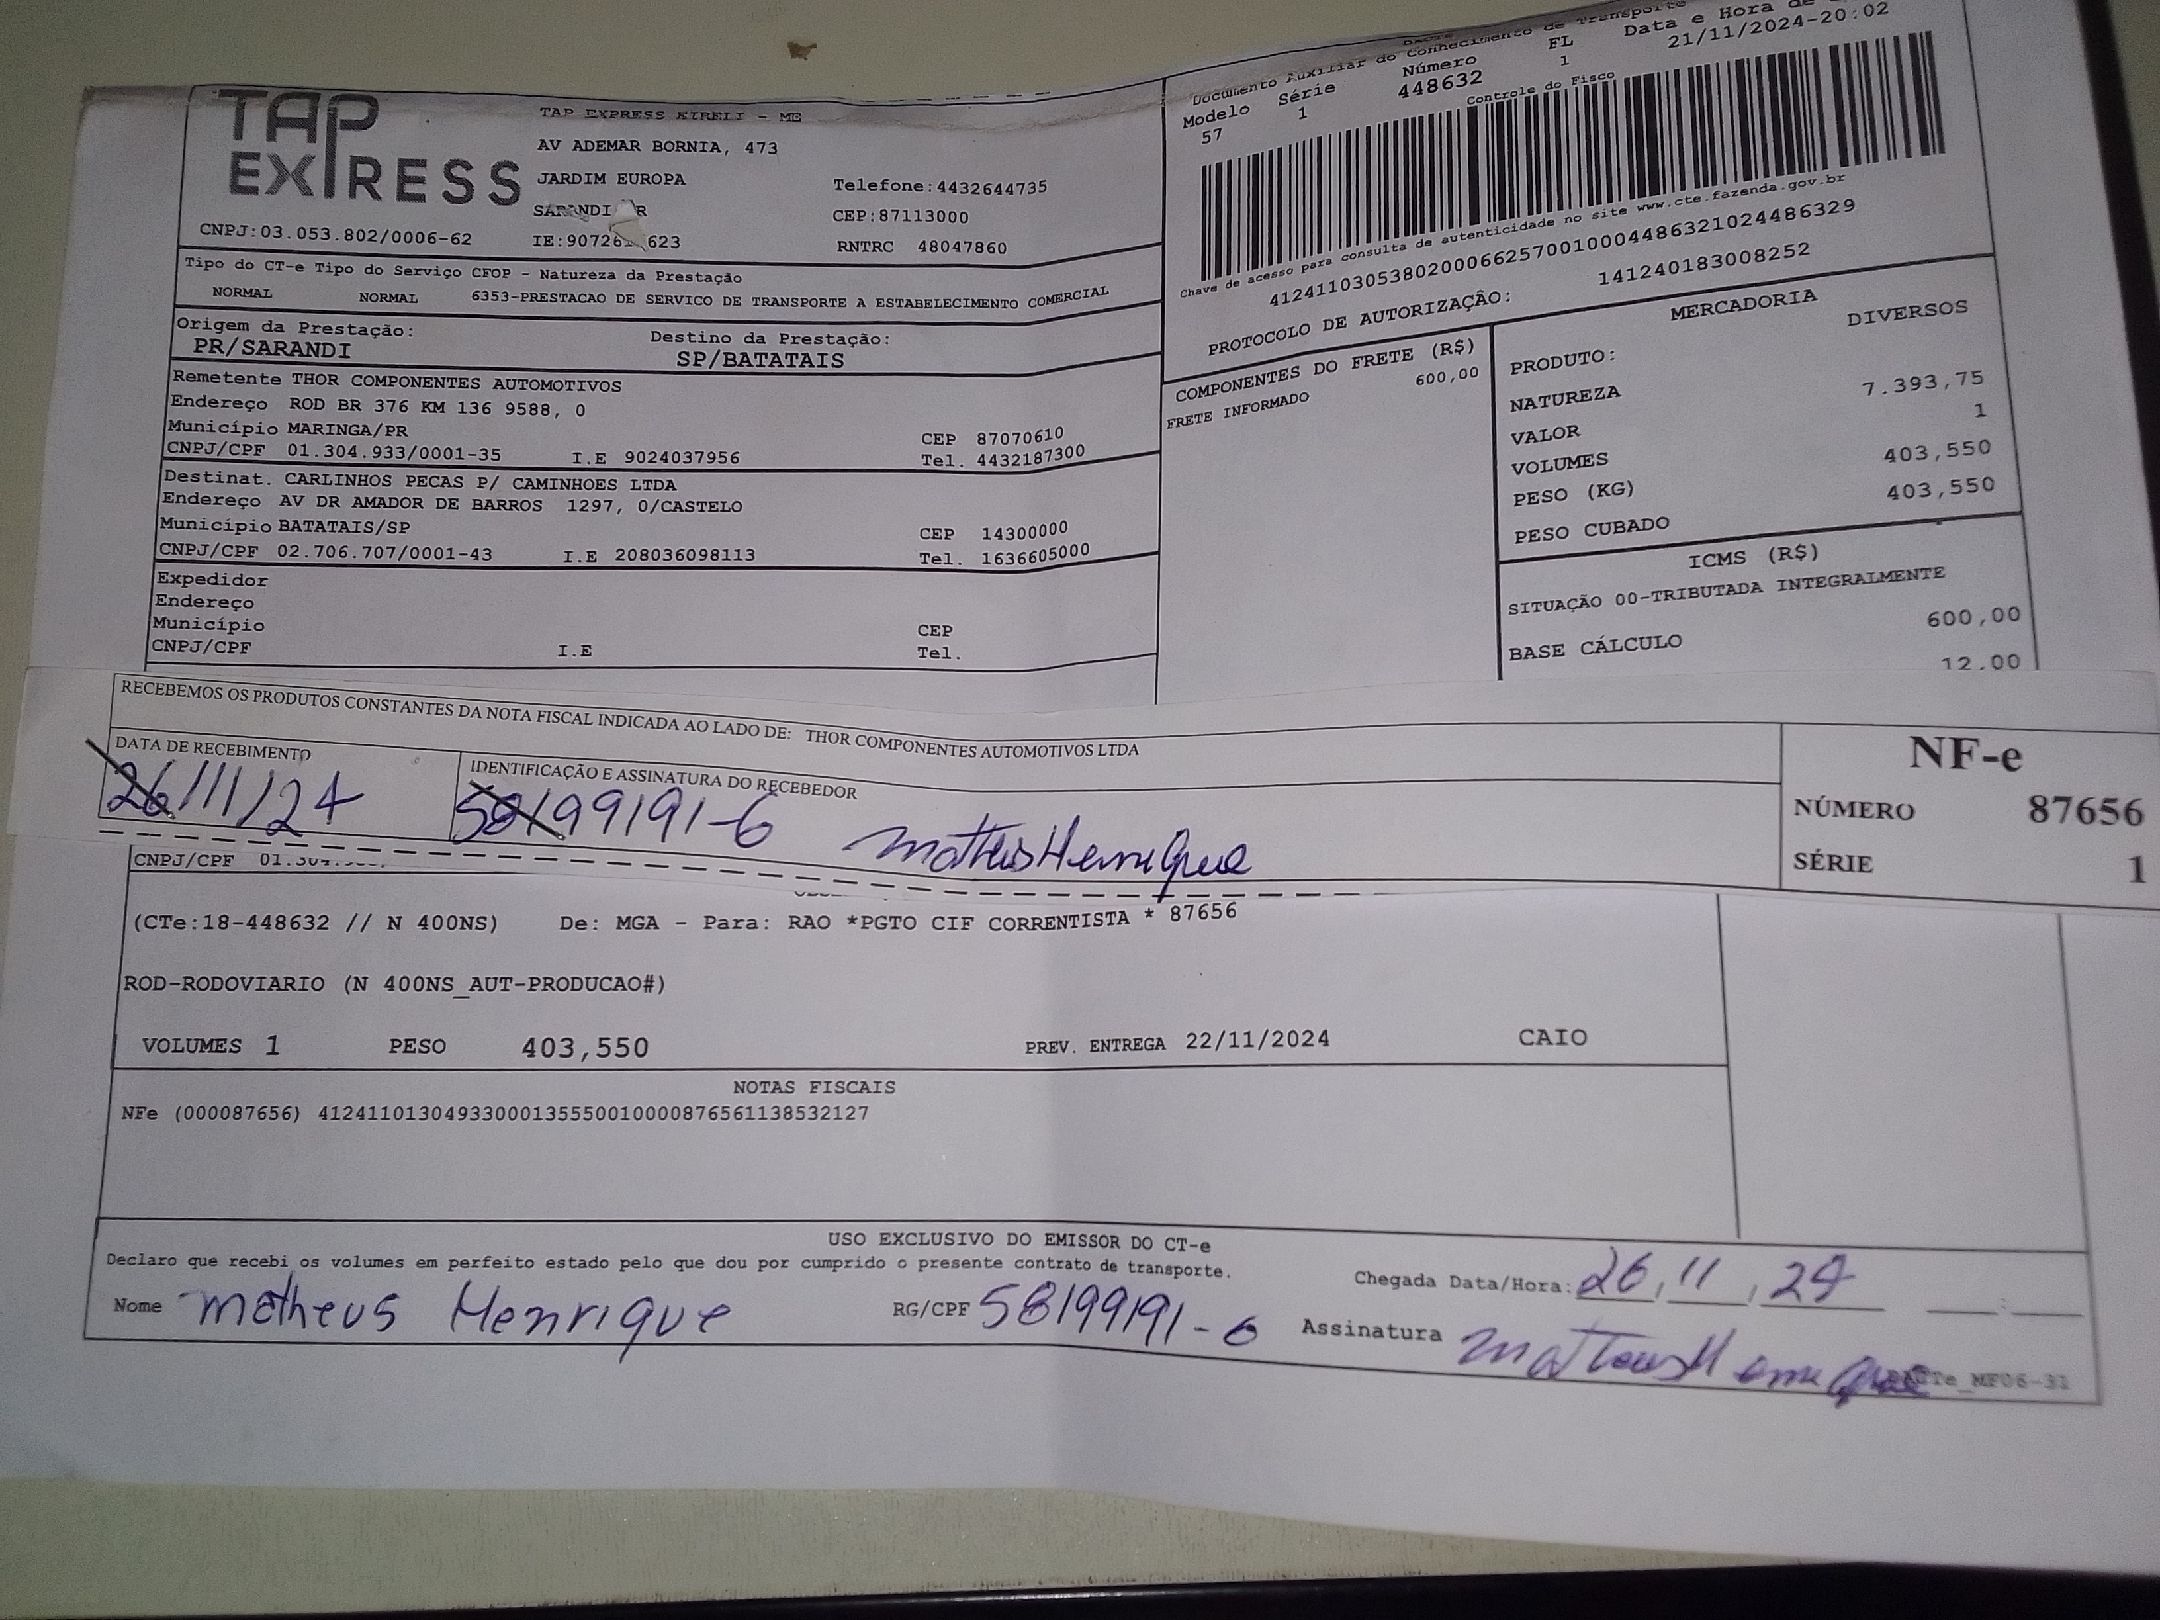 TAP EXPRESS
TAP EXPRESS EIRELI - ME
AV ADEMAR BORNIA, 473
JARDIM EUROPA
Telefone:4432644735
SARANDI
CEP:87113000
CNPJ:03.053.802/0006-62
IE:
RNTRC 48047860
Documento Auxiliar do Conhecimento de Transporte
Modelo Série Número FL Data e Hora de
57 1 448632 1 21/11/2024-20:02
Controle do Fisco
Chave de acesso para consulta de autenticidade no site www.cte.fazenda.gov.br
41241103053802000662570010004486321024486329
PROTOCOLO DE AUTORIZAÇÃO: 141240183008252
Tipo do CT-e Tipo do Serviço CFOP - Natureza da Prestação
NORMAL NORMAL 6353-PRESTACAO DE SERVICO DE TRANSPORTE A ESTABELECIMENTO COMERCIAL
Origem da Prestação: Destino da Prestação:
PR/SARANDI SP/BATATAIS
Remetente THOR COMPONENTES AUTOMOTIVOS
Endereço ROD BR 376 KM 136 9588, 0
Município MARINGA/PR CEP 87070610
CNPJ/CPF 01.304.933/0001-35 I.E 9024037956 Tel. 4432187300
Destinat. CARLINHOS PECAS P/ CAMINHOES LTDA
Endereço AV DR AMADOR DE BARROS 1297, 0/CASTELO
Município BATATAIS/SP CEP 14300000
CNPJ/CPF 02.706.707/0001-43 I.E 208036098113 Tel. 1636605000
Expedidor
Endereço
Município CEP
CNPJ/CPF I.E Tel.
COMPONENTES DO FRETE (R$)
FRETE INFORMADO 600,00
MERCADORIA
PRODUTO: DIVERSOS
NATUREZA
VALOR 7.393,75
VOLUMES 1
PESO (KG) 403,550
PESO CUBADO 403,550
ICMS (R$)
SITUAÇÃO 00-TRIBUTADA INTEGRALMENTE
BASE CÁLCULO 600,00
12,00
RECEBEMOS OS PRODUTOS CONSTANTES DA NOTA FISCAL INDICADA AO LADO DE: THOR COMPONENTES AUTOMOTIVOS LTDA
DATA DE RECEBIMENTO
26/11/24
IDENTIFICAÇÃO E ASSINATURA DO RECEBEDOR
58199191-6 Matheus Henrique
NF-e
NÚMERO 87656
SÉRIE 1
CNPJ/CPF
(CTe:18-448632 // N 400NS) De: MGA - Para: RAO *PGTO CIF CORRENTISTA * 87656
ROD-RODOVIARIO (N 400NS_AUT-PRODUCAO#)
VOLUMES 1 PESO 403,550 PREV. ENTREGA 22/11/2024 CAIO
NOTAS FISCAIS
NFe (000087656) 41241101304933000135550010000876561138532127
USO EXCLUSIVO DO EMISSOR DO CT-e
Declaro que recebi os volumes em perfeito estado pelo que dou por cumprido o presente contrato de transporte.
Chegada Data/Hora: 26, 11, 24
Nome Matheus Henrique RG/CPF 58199191-6 Assinatura Matheus Henrique